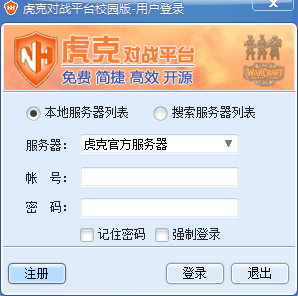 虎克对战平台校园版-用户登录
NH
虎克对战平台
免费 简捷 高效 开源
WARCRAFT
本地服务器列表
搜索服务器列表
服务器：
虎克官方服务器
帐 号：
密 码：
记住密码
强制登录
注册
登录
退出